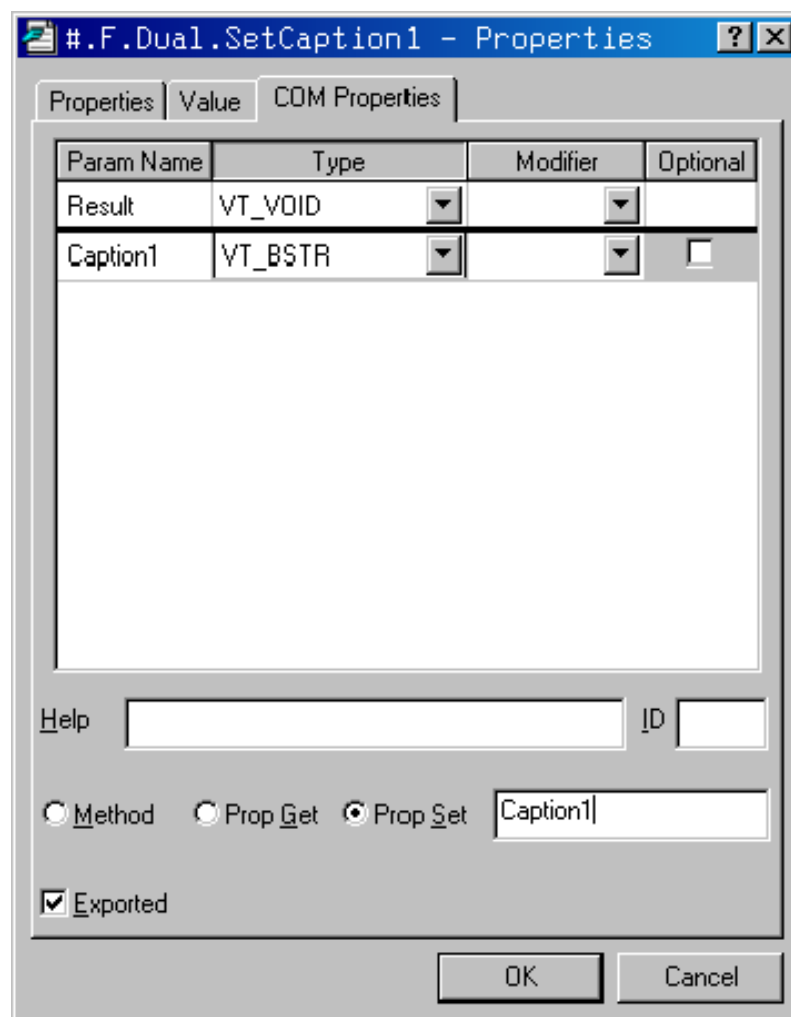 #.F.Dual.SetCaption1 - Properties
Properties Value COM Properties
Param Name Type Modifier Optional
Result VT_VOID
Caption1 VT_BSTR
Help ID
Method Prop Get Prop Set Caption1
Exported
OK Cancel